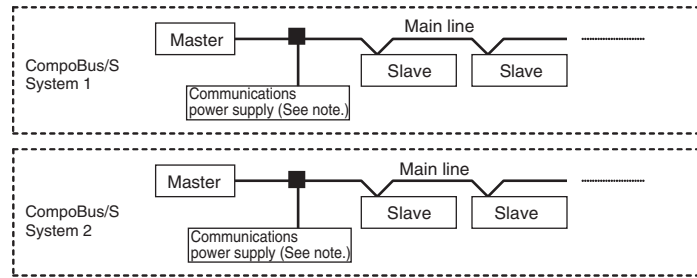 Main line
Master
CompoBus/S
System 1
Slave
Slave
Communications
power supply (See note.)
Main line
Master
CompoBus/S
System 2
Slave
Slave
Communications
power supply (See note.)